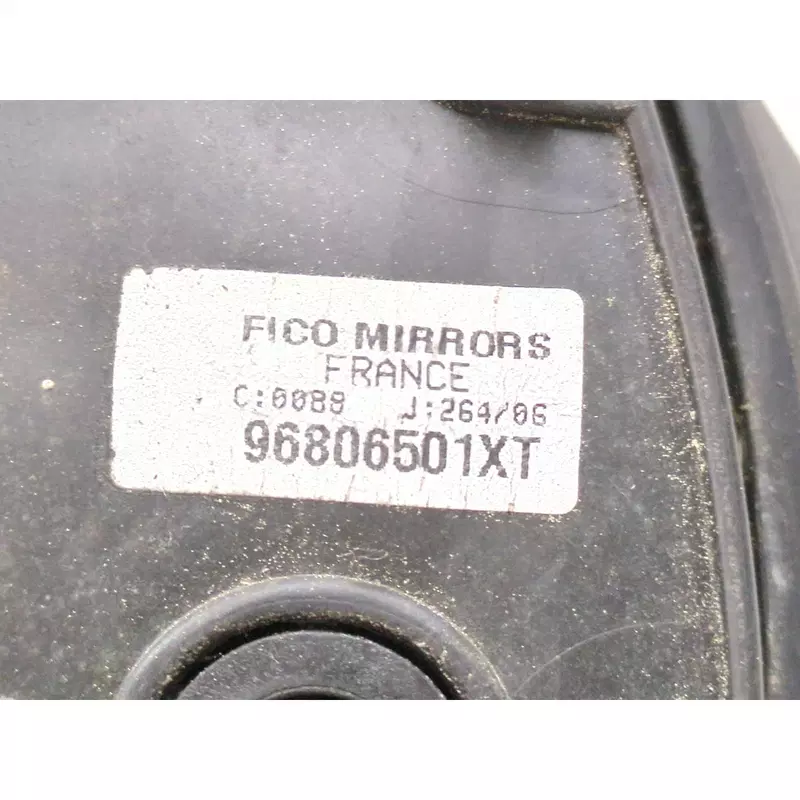 FICO MIRRORS
FRANCE
C:0088 J:264/06
96806501XT